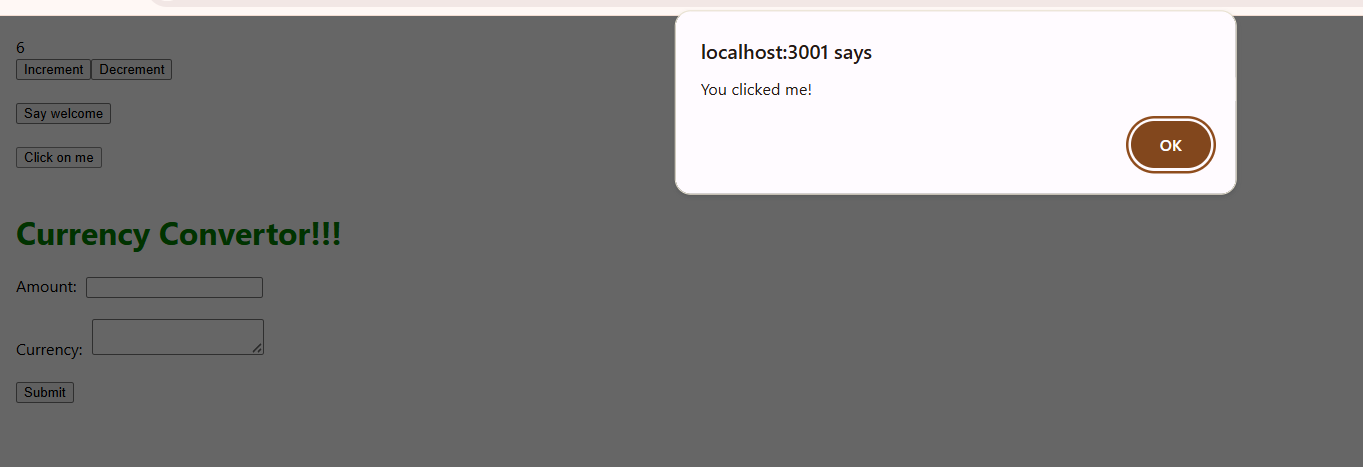 6
Increment Decrement
Say welcome
Click on me
Currency Convertor!!!
Amount:
Currency:
Submit
localhost:3001 says
You clicked me!
OK